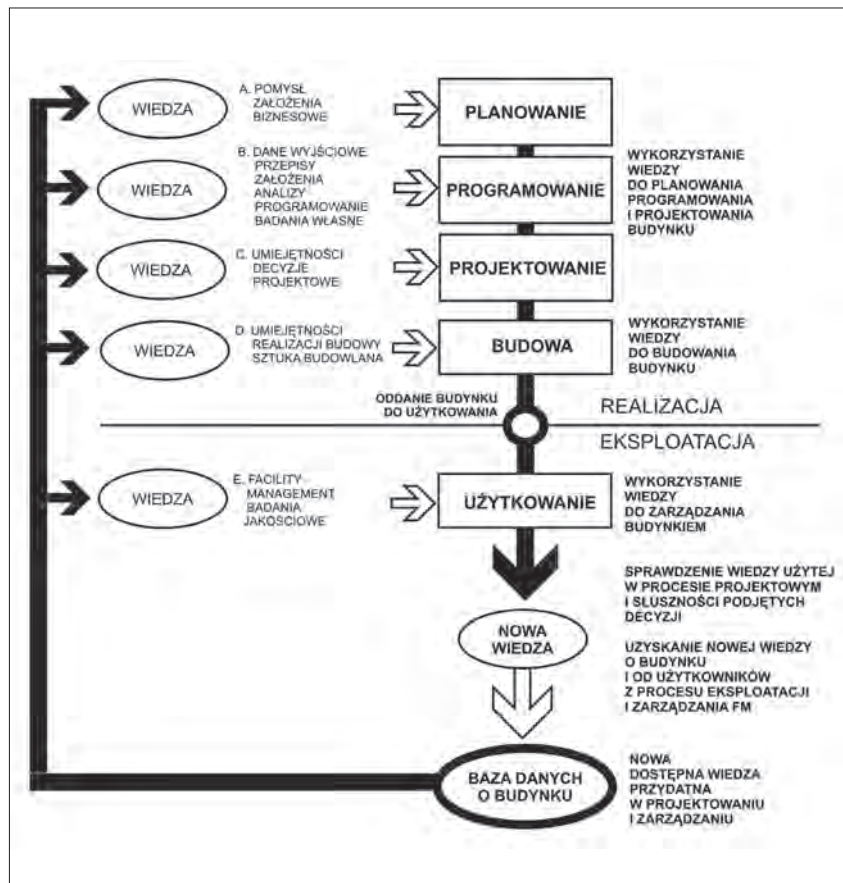 WIEDZA
A. POMYSŁ
ZAŁOŻENIA
BIZNESOWE
PLANOWANIE
WIEDZA
B. DANE WYJŚCIOWE
PRZEPISY
ZAŁOŻENIA
ANALIZY
PROGRAMOWANIE
BADANIA WŁASNE
PROGRAMOWANIE
WYKORZYSTANIE
WIEDZY
DO PLANOWANIA
PROGRAMOWANIA
I PROJEKTOWANIA
BUDYNKU
WIEDZA
C. UMIEJĘTNOŚCI
DECYZJE
PROJEKTOWE
PROJEKTOWANIE
WIEDZA
D. UMIEJĘTNOŚCI
REALIZACJI BUDOWY
SZTUKA BUDOWLANA
BUDOWA
WYKORZYSTANIE
WIEDZY
DO BUDOWANIA
BUDYNKU
ODDANIE BUDYNKU
DO UŻYTKOWANIA
REALIZACJA
EKSPLOATACJA
WIEDZA
E. FACILITY
MANAGEMENT
BADANIA
JAKOŚCIOWE
UŻYTKOWANIE
WYKORZYSTANIE
WIEDZY
DO ZARZĄDZANIA
BUDYNKIEM
SPRAWDZENIE WIEDZY UŻYTEJ
W PROCESIE PROJEKTOWYM
I SŁUSZNOŚCI PODJĘTYCH
DECYZJI
NOWA
WIEDZA
UZYSKANIE NOWEJ WIEDZY
O BUDYNKU
I OD UŻYTKOWNIKÓW
Z PROCESU EKSPLOATACJI
I ZARZĄDZANIA FM
BAZA DANYCH
O BUDYNKU
NOWA
DOSTĘPNA WIEDZA
PRZYDATNA
W PROJEKTOWANIU
I ZARZĄDZANIU